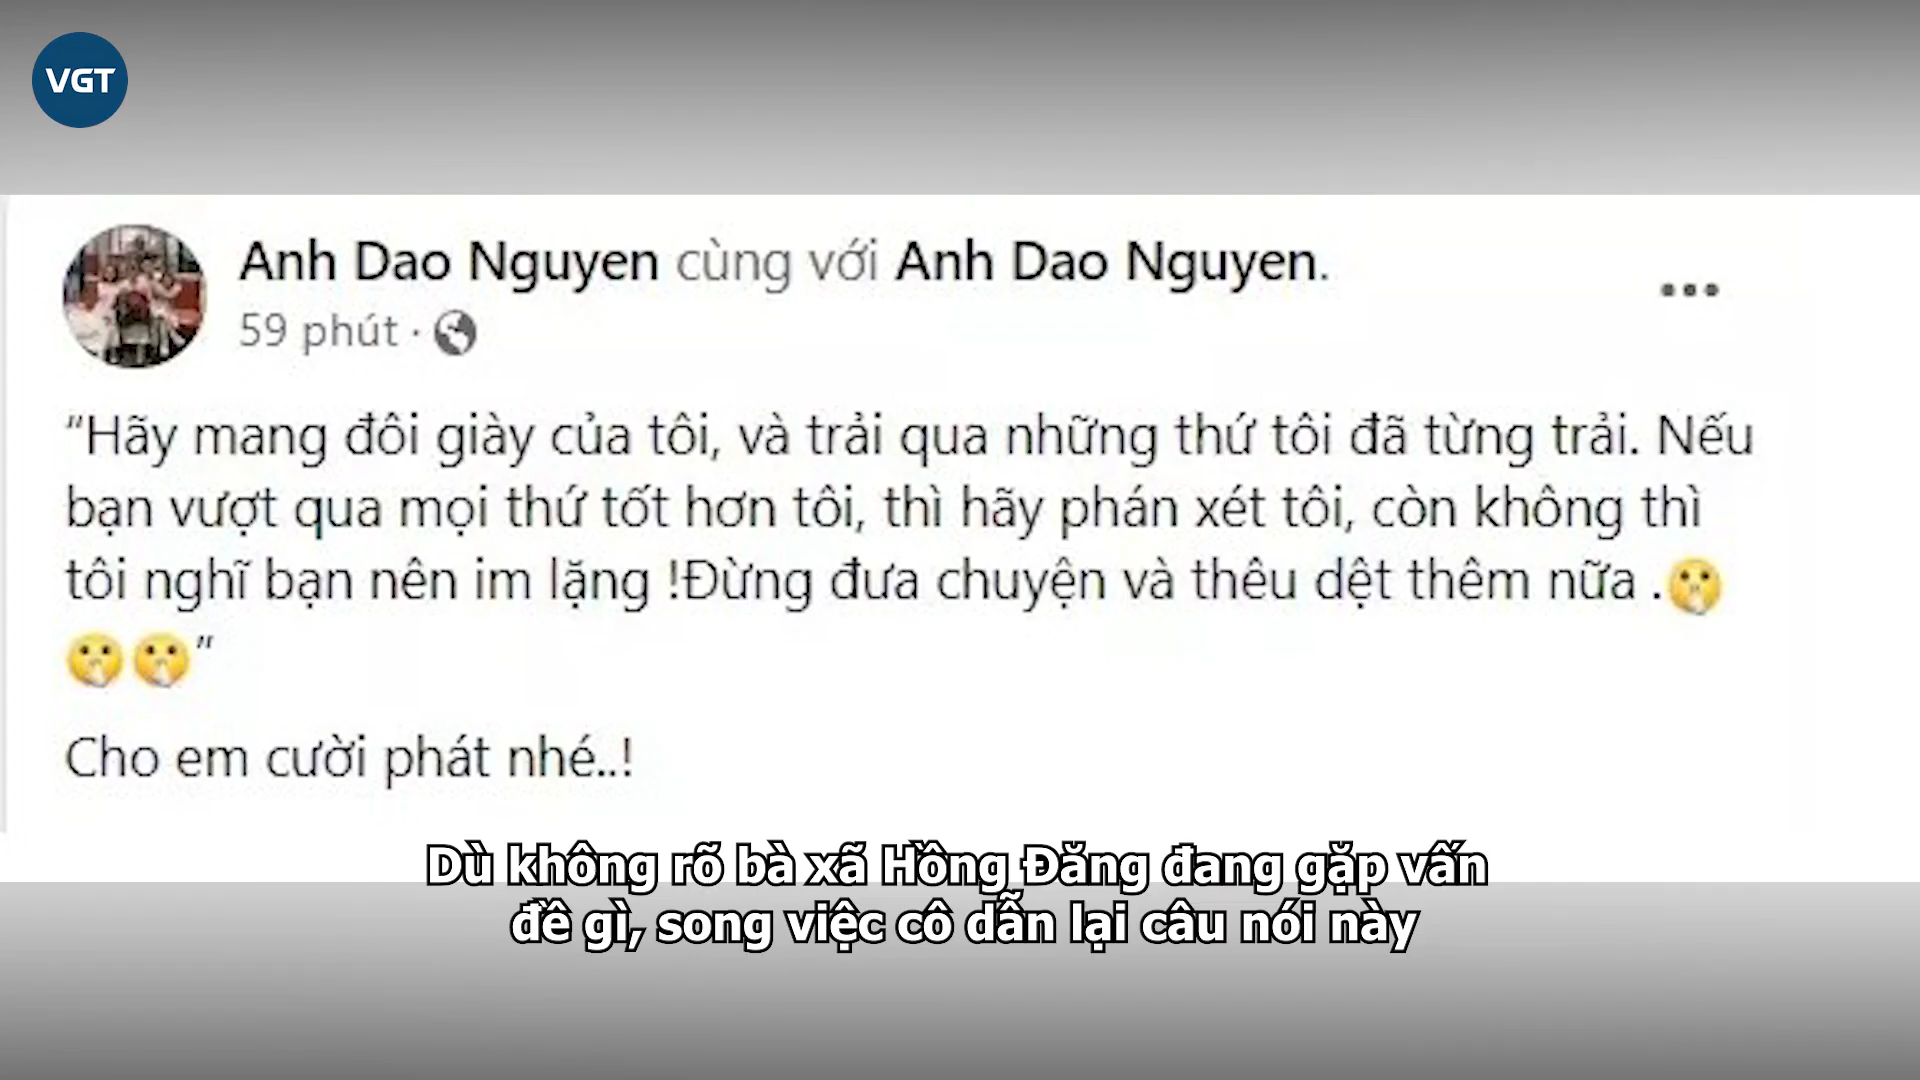 VGT
Anh Dao Nguyen cùng với Anh Dao Nguyen.
59 phút ·
“Hãy mang đôi giày của tôi, và trải qua những thứ tôi đã từng trải. Nếu
bạn vượt qua mọi thứ tốt hơn tôi, thì hãy phán xét tôi, còn không thì
tôi nghĩ bạn nên im lặng !Đừng đưa chuyện và thêu dệt thêm nữa .🤫
🤫🤫”
Cho em cười phát nhé..!
Dù không rõ bà xã Hồng Đăng đang gặp vấn
đề gì, song việc cô dẫn lại câu nói này